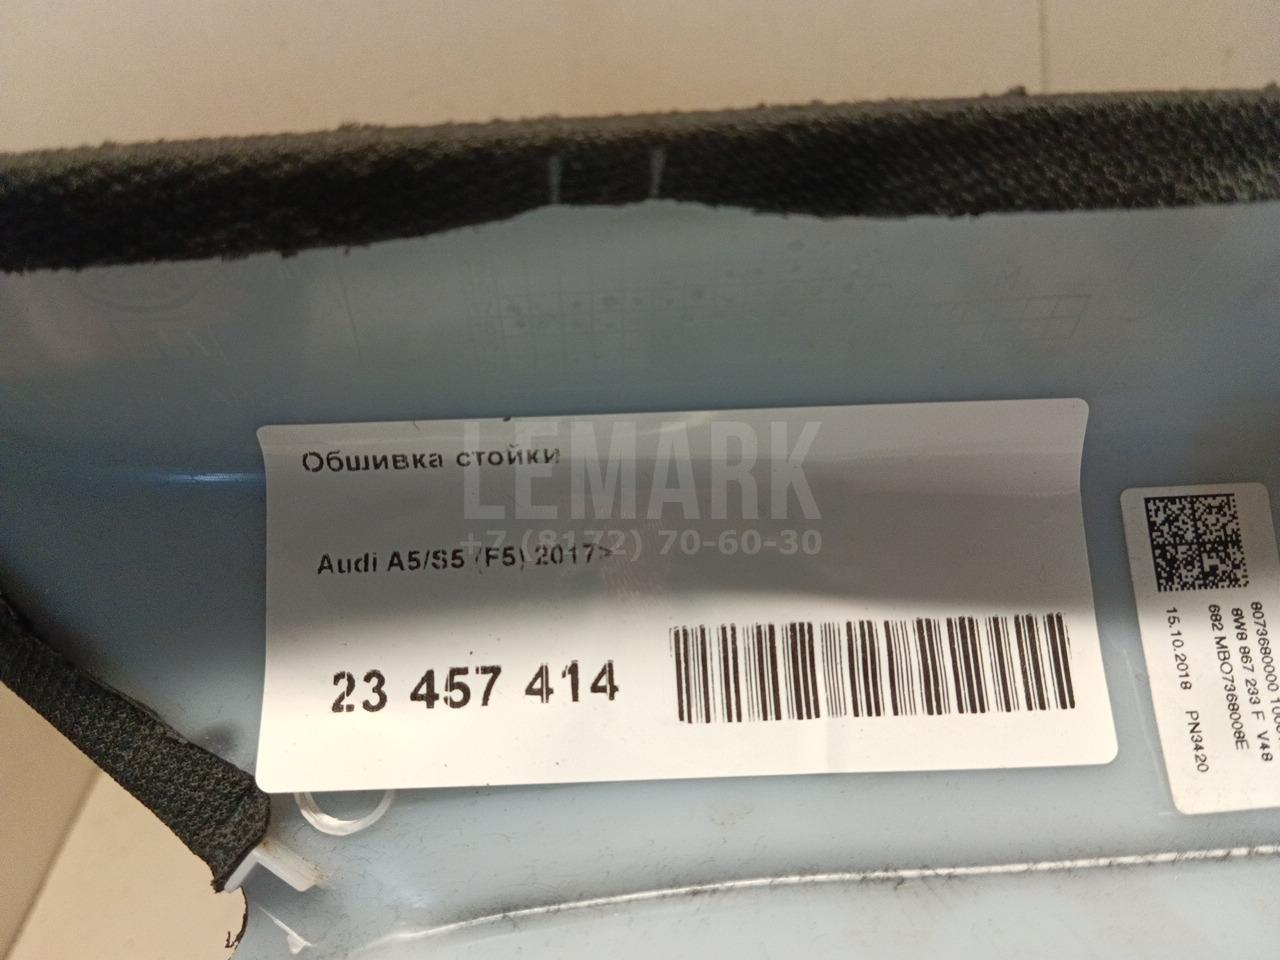 Обшивка стойки
LEMARK
+7 (8172) 70-60-30
Audi A5/S5 (F5) 2017>
23 457 414
8W8 867 233 F V48
682 MBO7368008E
15.10.2018 PN3420